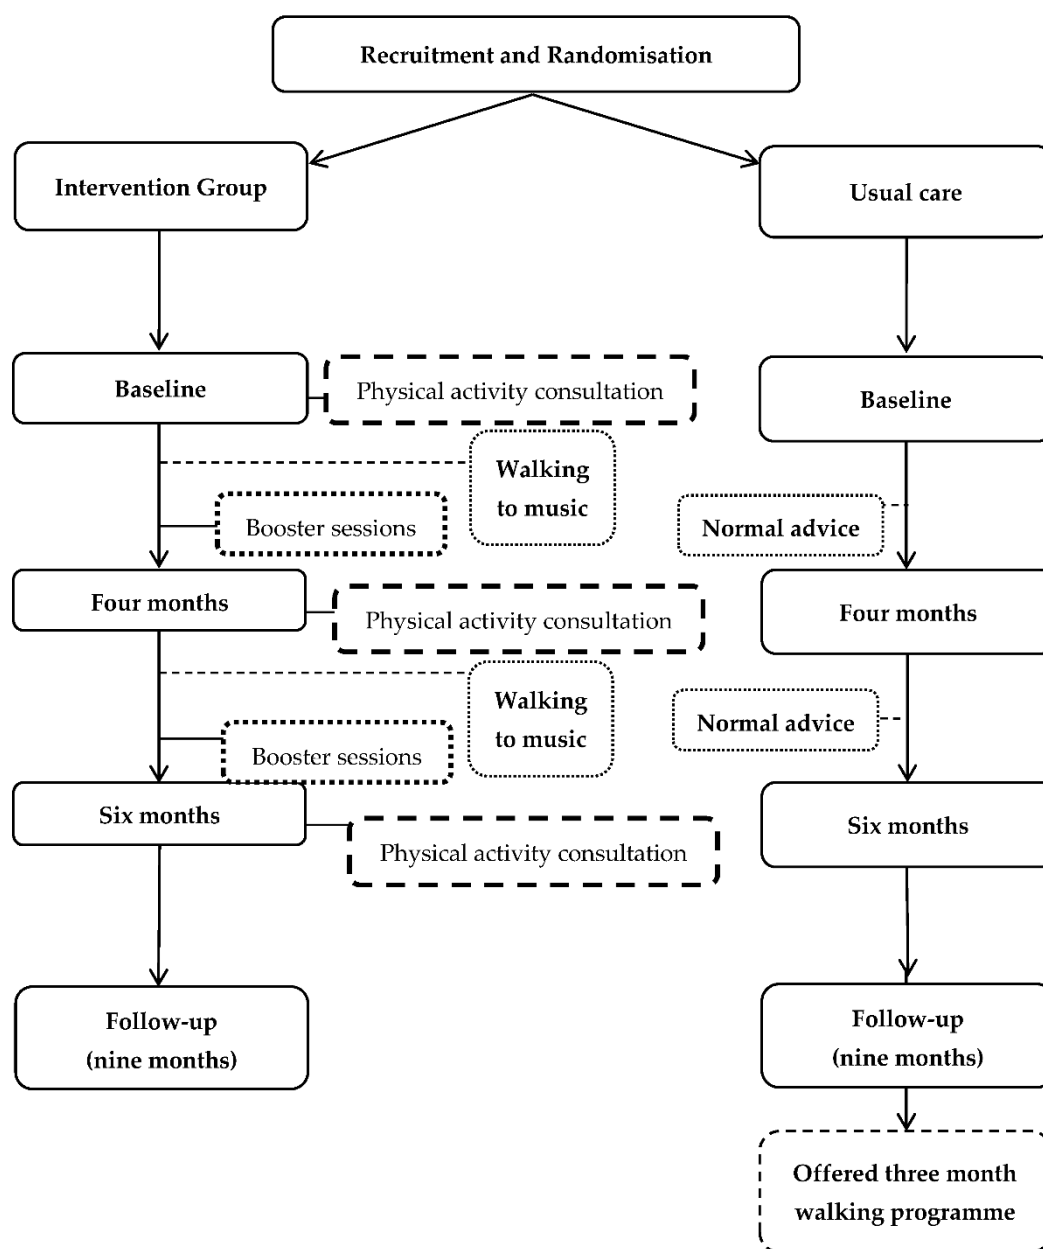 Recruitment and Randomisation
Intervention Group
Usual care
Baseline
Physical activity consultation
Baseline
Walking
to music
Booster sessions
Normal advice
Four months
Physical activity consultation
Four months
Walking
to music
Normal advice
Booster sessions
Six months
Physical activity consultation
Six months
Follow-up
(nine months)
Follow-up
(nine months)
Offered three month
walking programme